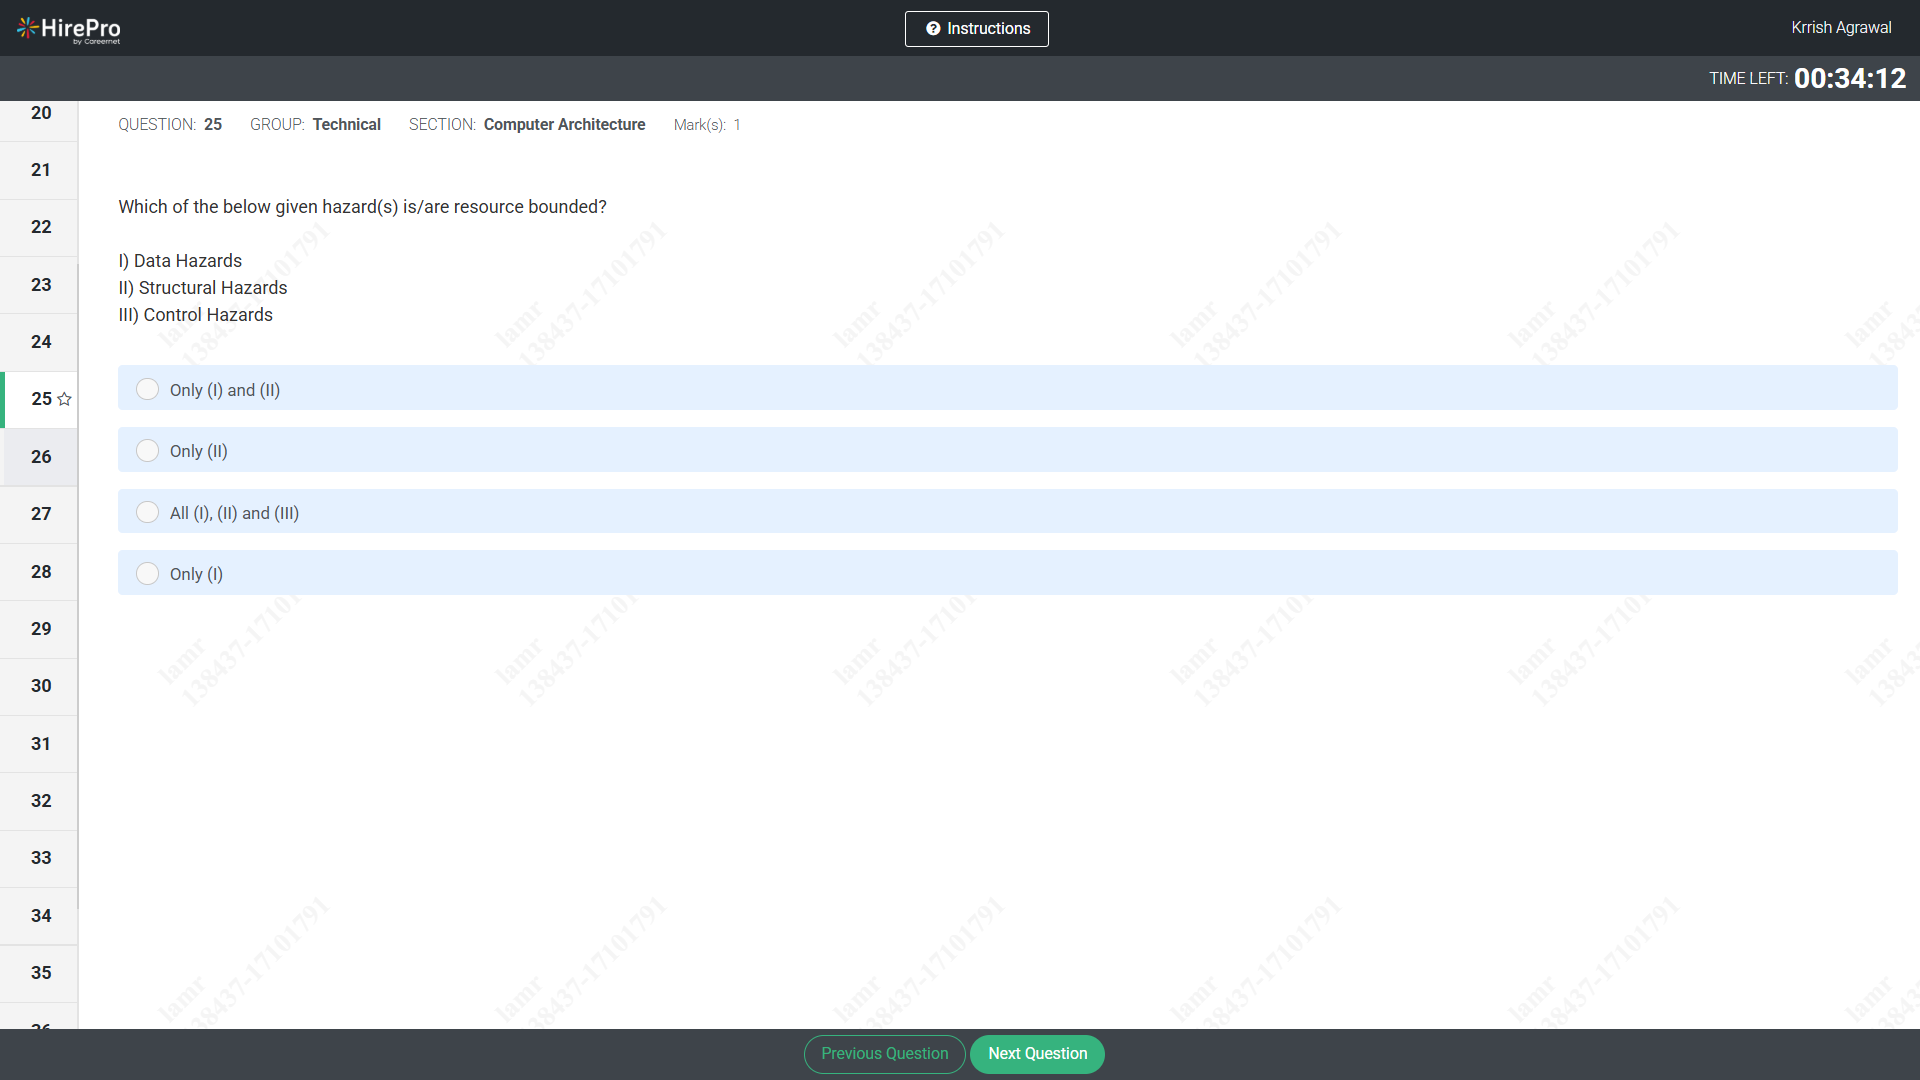 HirePro
by Careernet
Instructions
Krrish Agrawal
TIME LEFT: 00:34:12
QUESTION: 25 GROUP: Technical SECTION: Computer Architecture Mark(s): 1
20
21
22
23
24
25
26
27
28
29
30
31
32
33
34
35
36
Which of the below given hazard(s) is/are resource bounded?
I) Data Hazards
II) Structural Hazards
III) Control Hazards
Only (I) and (II)
Only (II)
All (I), (II) and (III)
Only (I)
Iamr
138437-17101791
Previous Question
Next Question